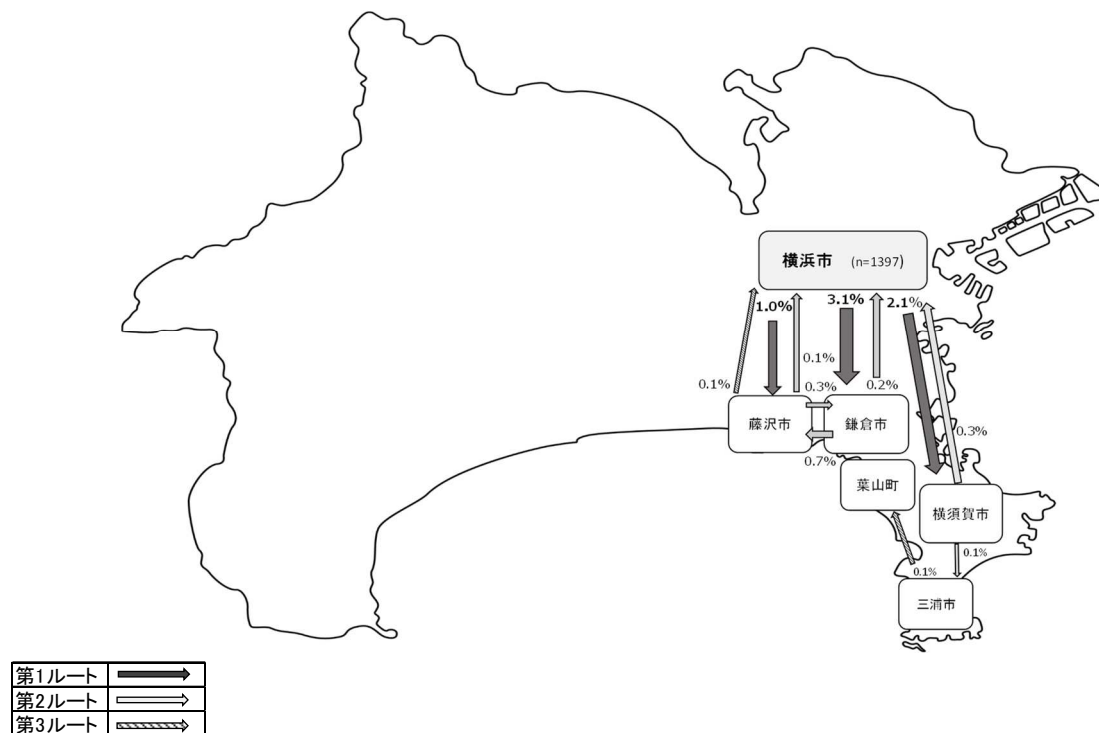 横浜市 (n=1397)
1.0%
3.1%
2.1%
0.1%
0.1%
0.3%
0.2%
藤沢市
鎌倉市
0.3%
0.7%
葉山町
横須賀市
0.1%
0.1%
三浦市
第1ルート
第2ルート
第3ルート